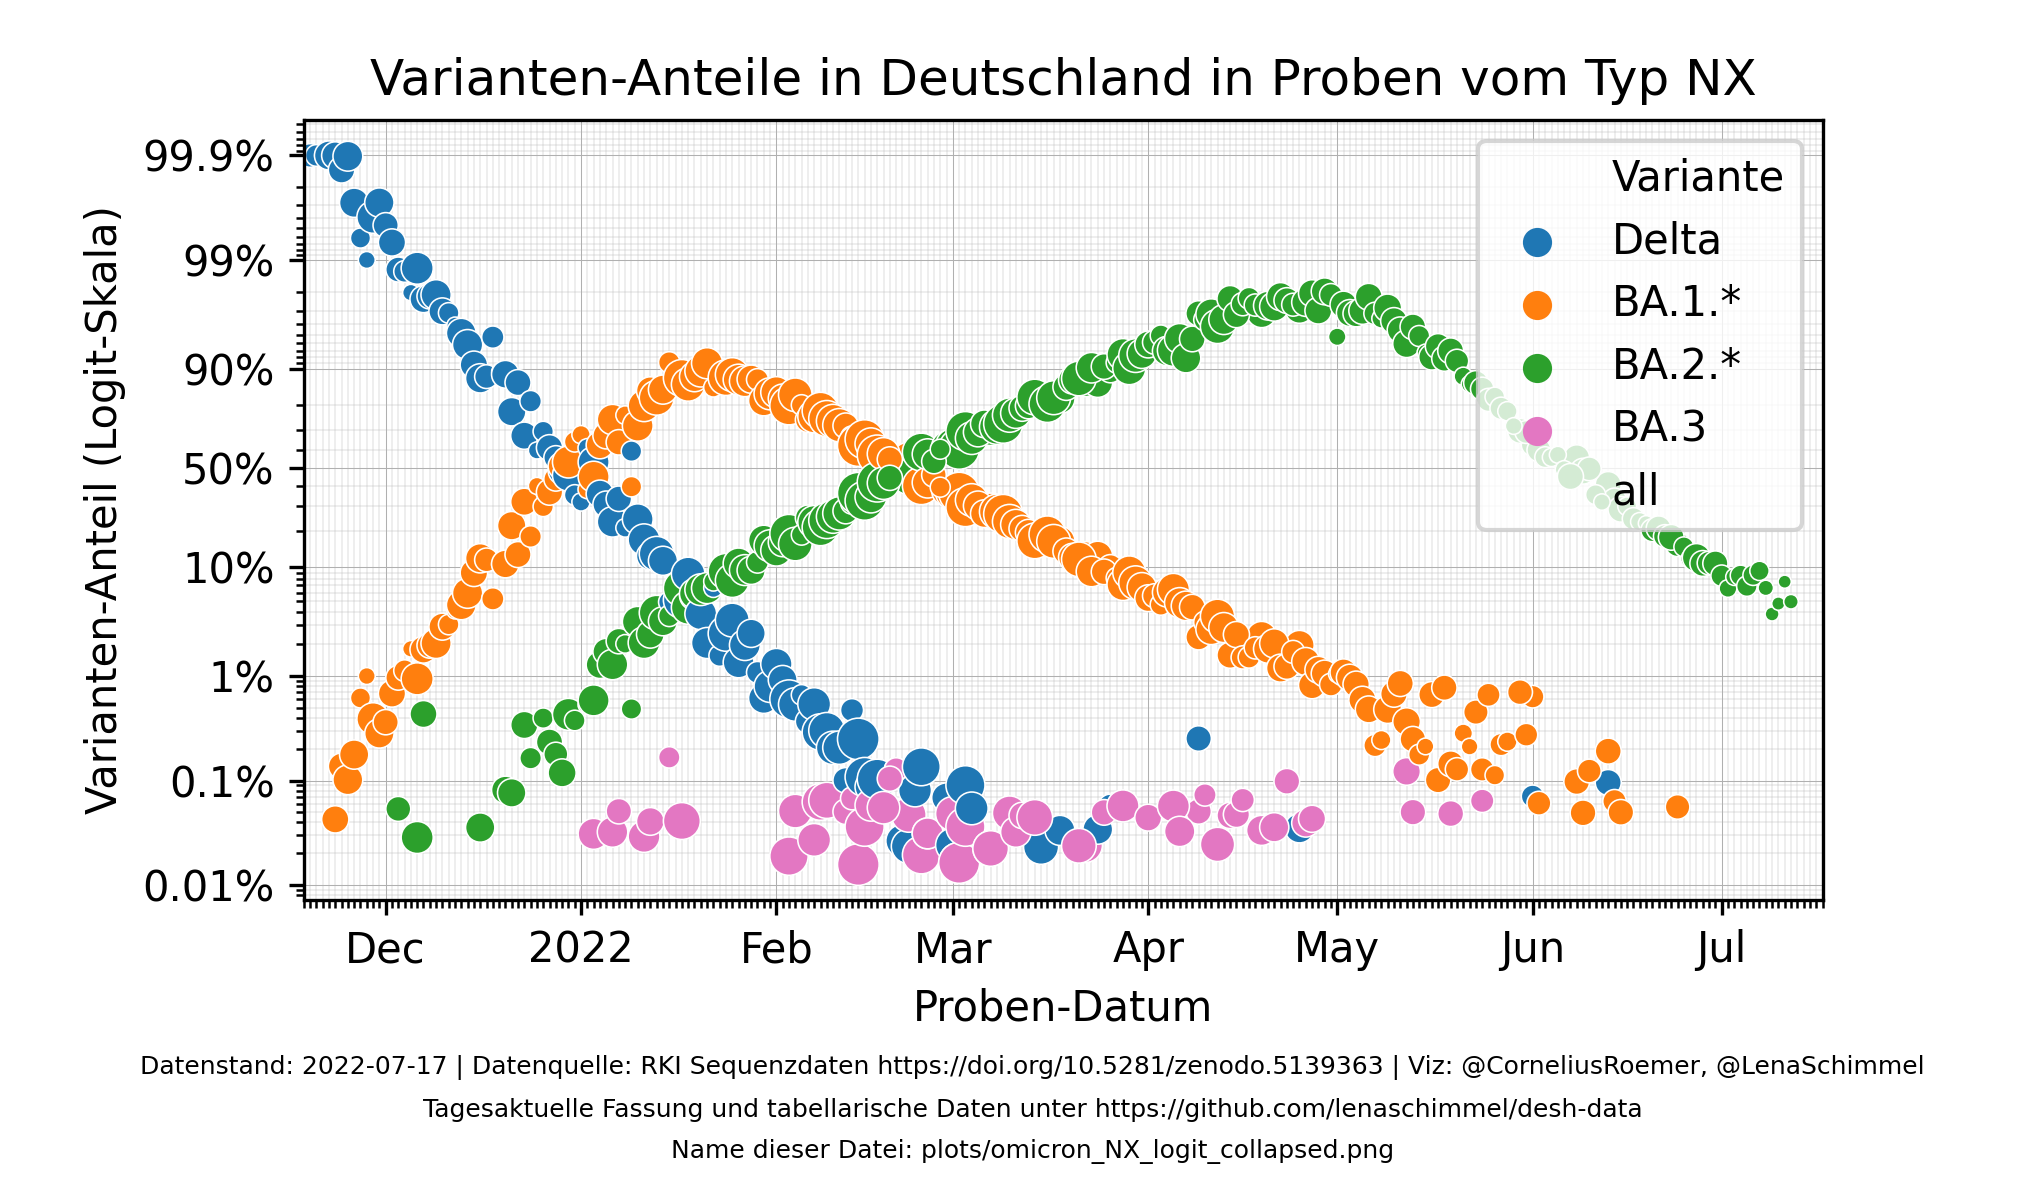 Varianten-Anteile in Deutschland in Proben vom Typ NX
Varianten-Anteil (Logit-Skala)
99.9%
99%
90%
50%
10%
1%
0.1%
0.01%
Variante
Delta
BA.1.*
BA.2.*
BA.3
all
Dec
2022
Feb
Mar
Apr
May
Jun
Jul
Proben-Datum
Datenstand: 2022-07-17 | Datenquelle: RKI Sequenzdaten https://doi.org/10.5281/zenodo.5139363 | Viz: @CorneliusRoemer, @LenaSchimmel
Tagesaktuelle Fassung und tabellarische Daten unter https://github.com/lenaschimmel/desh-data
Name dieser Datei: plots/omicron_NX_logit_collapsed.png